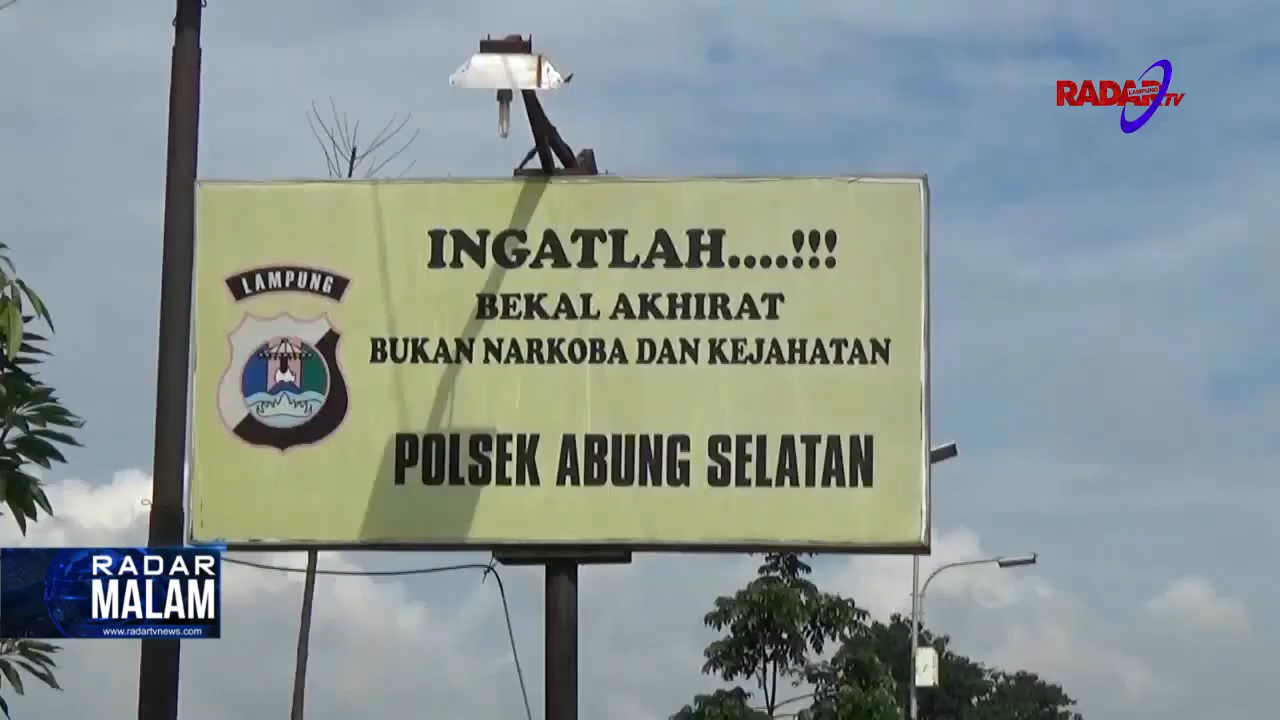 RADAR TV
LAMPUNG
INGATLAH....!!!
LAMPUNG
BEKAL AKHIRAT
BUKAN NARKOBA DAN KEJAHATAN
POLSEK ABUNG SELATAN
RADAR
MALAM
www.radartvnews.com